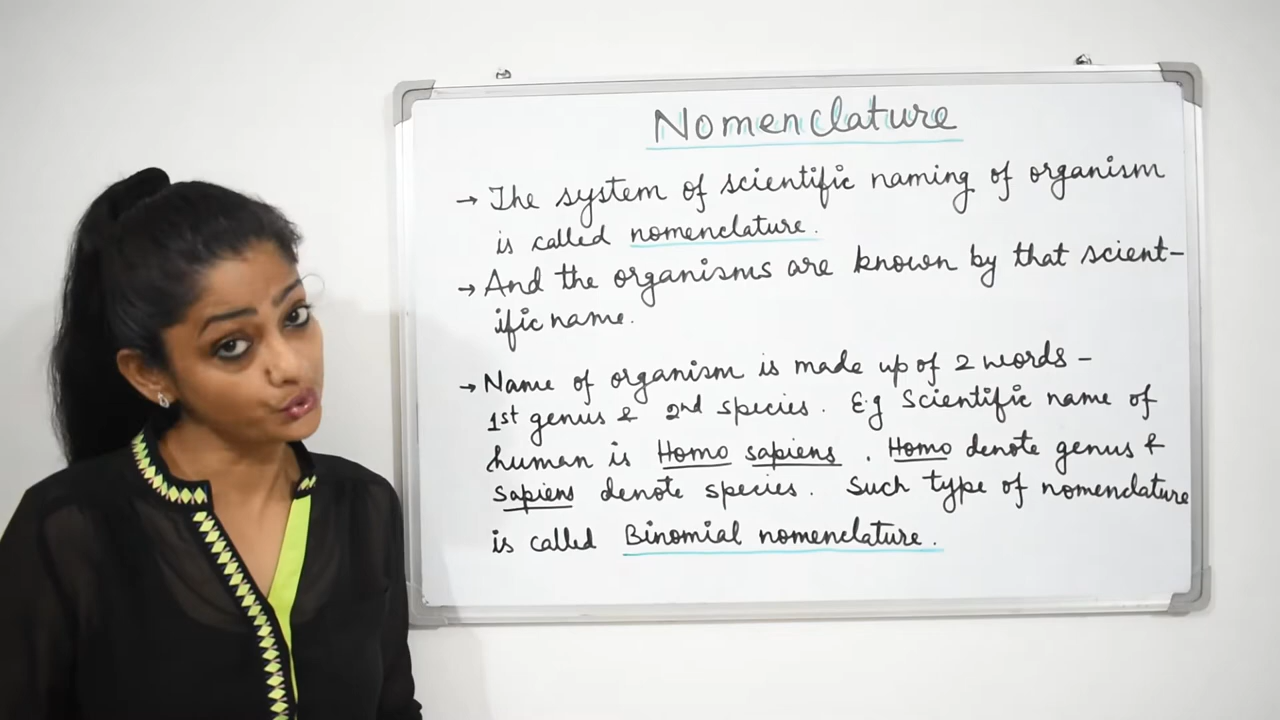 Nomenclature
→ The system of scientific naming of organism
is called nomenclature.
→ And the organisms are known by that scient-
ific name.
→ Name of organism is made up of 2 words -
1st genus & 2nd species. E.g Scientific name of
human is Homo sapiens. Homo denote genus &
sapiens denote species. Such type of nomenclature
is called Binomial nomenclature.